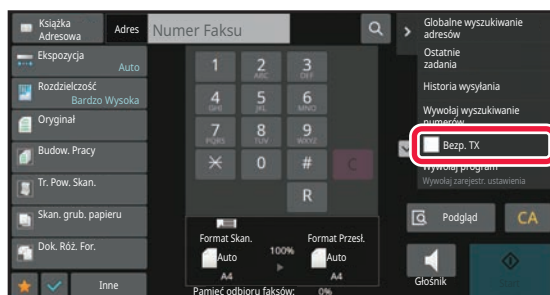 Książka
Adresowa
Adres
Numer Faksu
Ekspozycja
Auto
Rozdzielczość
Bardzo Wysoka
Oryginał
Budow. Pracy
Tr. Pow. Skan.
Skan. grub. papieru
Dok. Róż. For.
Inne
1
2
ABC
3
DEF
4
GHI
5
JKL
6
MNO
7
PQRS
8
TUV
9
WXYZ
0
#
C
R
Format Skan.
Auto
A4
100%
Format Przesł.
Auto
A4
Pamięć odbioru faksów: 0%
Globalne wyszukiwanie
adresów
Ostatnie
zadania
Historia wysyłania
Wywołaj wyszukiwanie
numerów
Bezp. TX
Wywołaj program
Wywołaj zarejestr. ustawienia
Podgląd
CA
Głośnik
Start